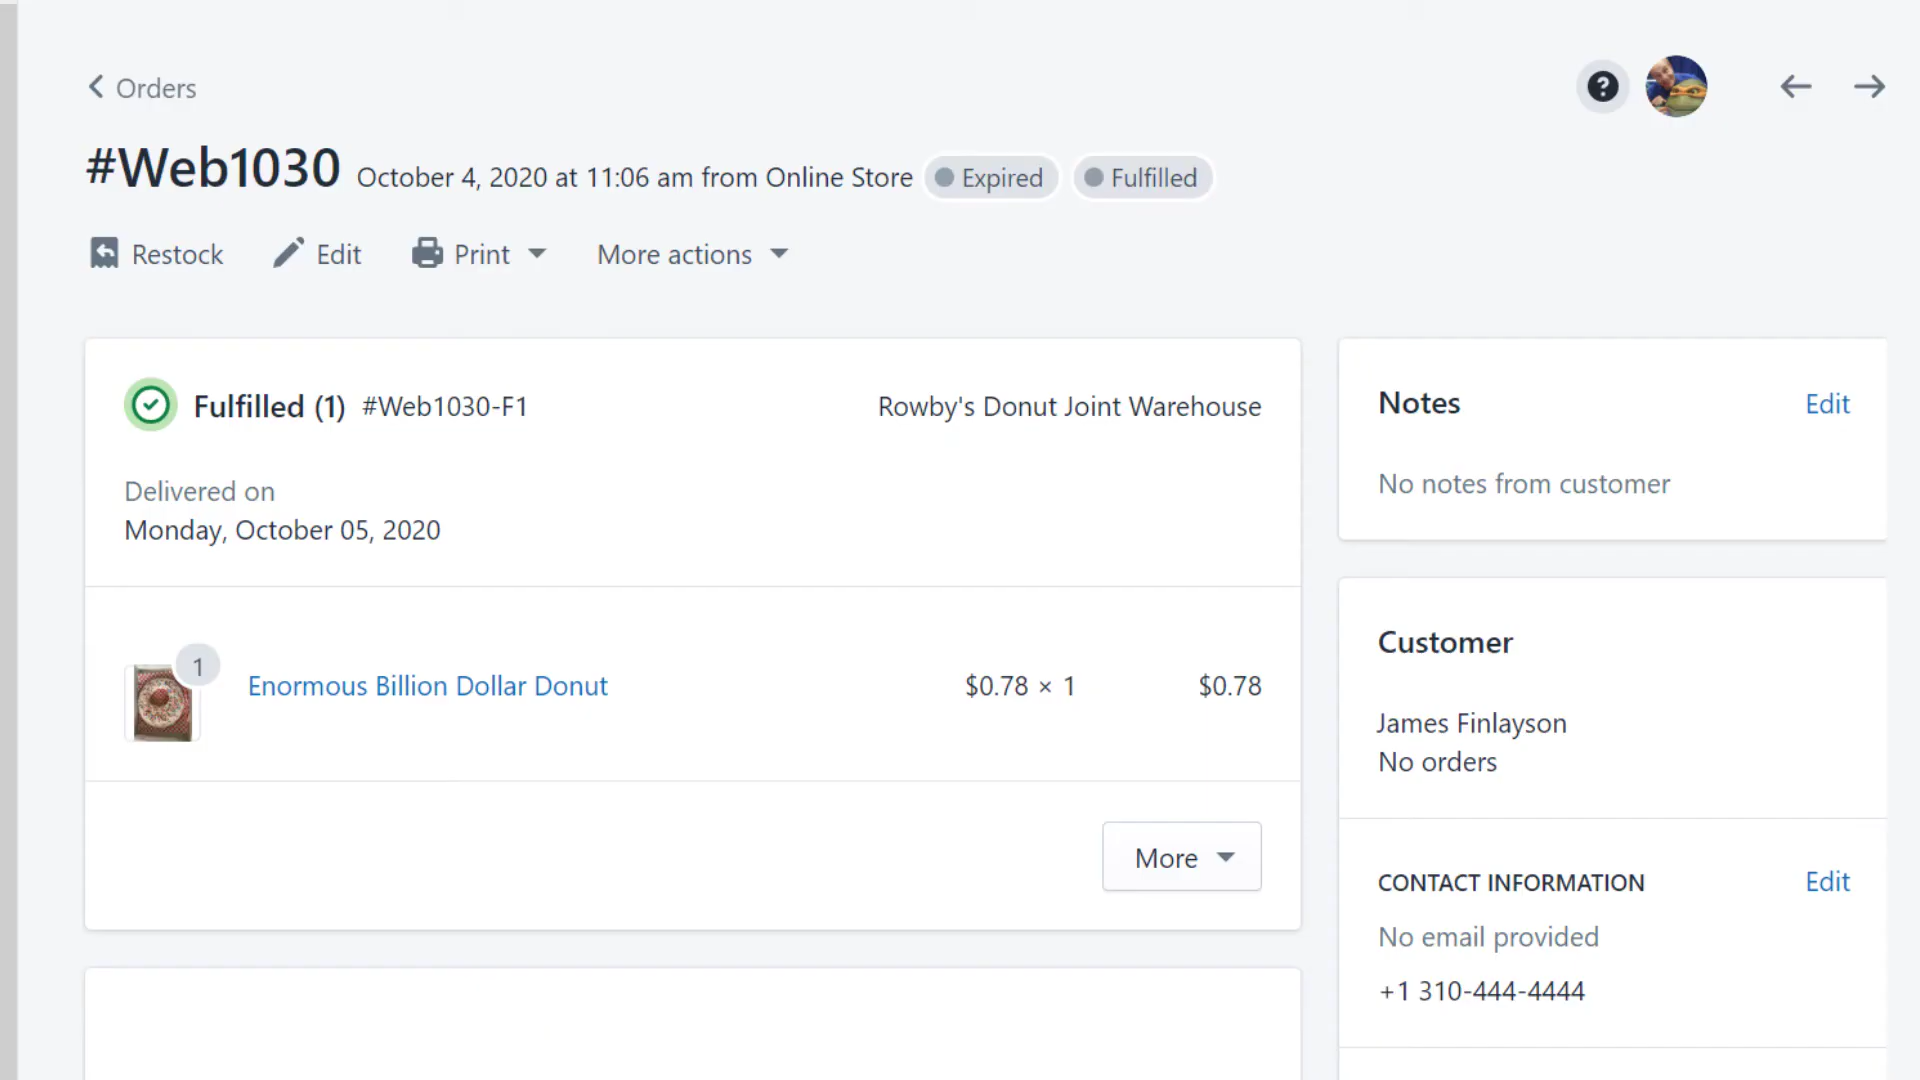 Orders
#Web1030 October 4, 2020 at 11:06 am from Online Store Expired Fulfilled
Restock Edit Print More actions
Fulfilled (1) #Web1030-F1 Rowby's Donut Joint Warehouse
Delivered on
Monday, October 05, 2020
1
Enormous Billion Dollar Donut $0.78 × 1 $0.78
More
Notes Edit
No notes from customer
Customer
James Finlayson
No orders
CONTACT INFORMATION Edit
No email provided
+1 310-444-4444